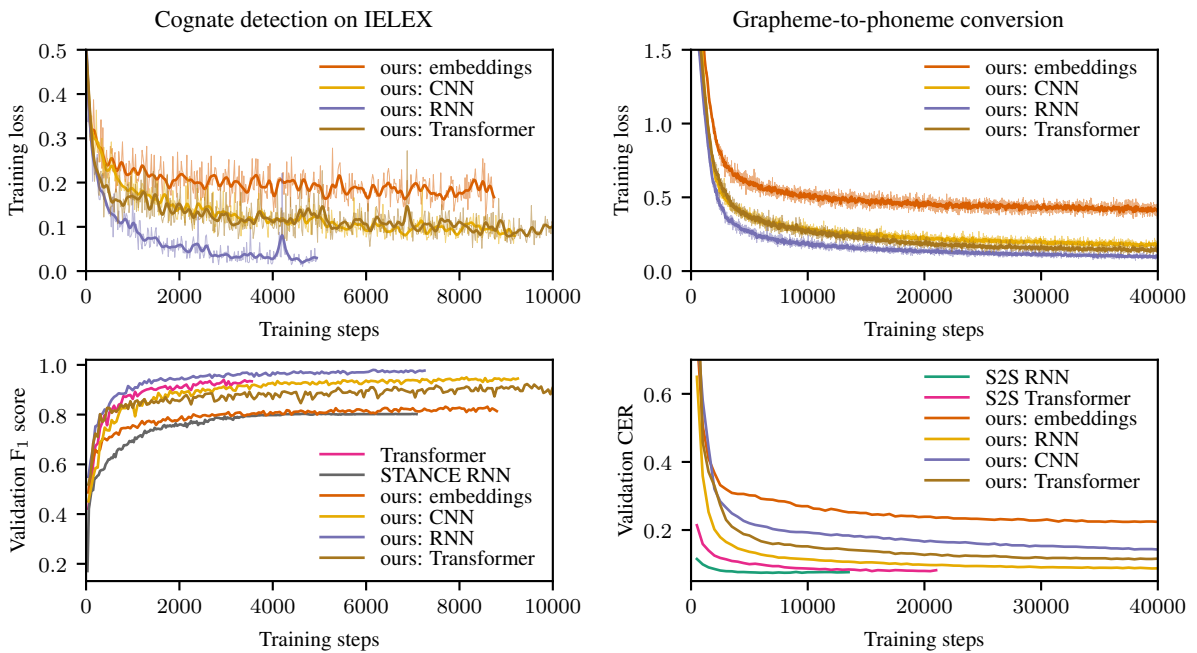 Cognate detection on IELEX
0.5
0.4
0.3
0.2
0.1
0.0
Training loss
ours: embeddings
ours: CNN
ours: RNN
ours: Transformer
0 2000 4000 6000 8000 10000
Training steps
Grapheme-to-phoneme conversion
1.5
1.0
0.5
0.0
Training loss
ours: embeddings
ours: CNN
ours: RNN
ours: Transformer
10000 20000 30000 40000
Training steps
1.0
0.8
0.6
0.4
0.2
Validation F₁ score
Transformer
STANCE RNN
ours: embeddings
ours: CNN
ours: RNN
ours: Transformer
0 2000 4000 6000 8000 10000
Training steps
0.6
0.4
0.2
Validation CER
S2S RNN
S2S Transformer
ours: embeddings
ours: RNN
ours: CNN
ours: Transformer
10000 20000 30000 40000
Training steps